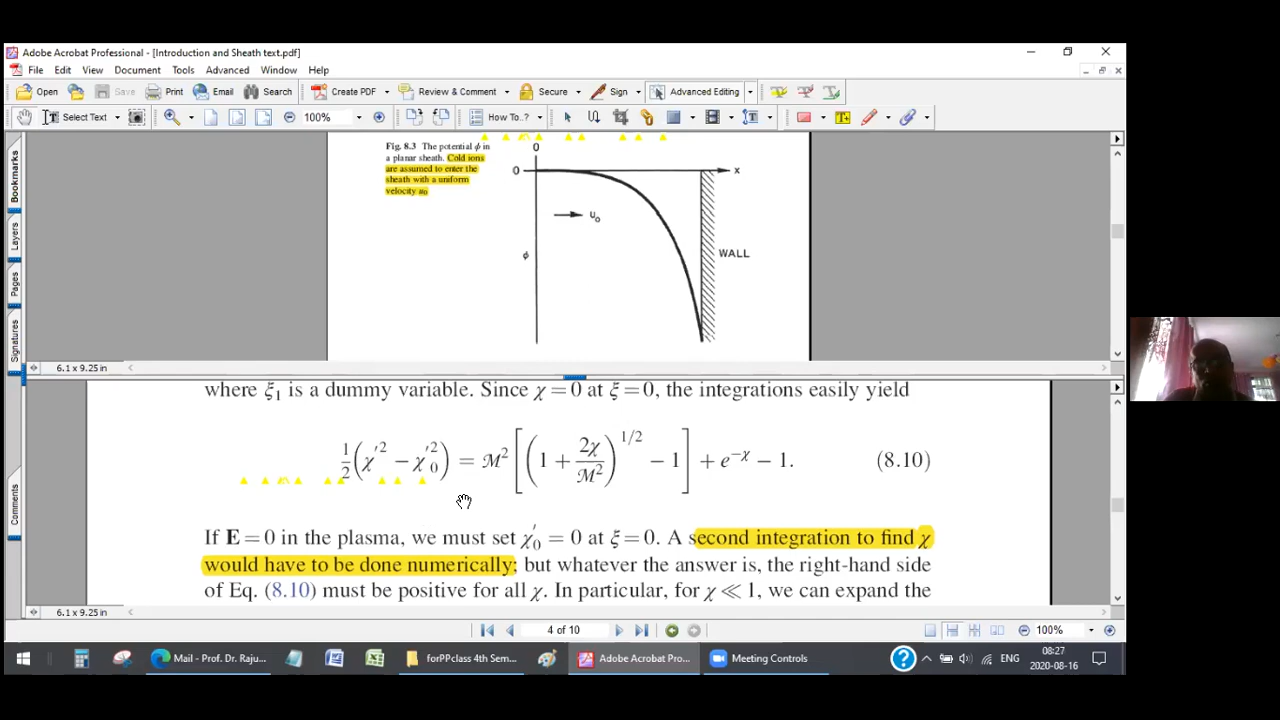 Adobe Acrobat Professional - [Introduction and Sheath text.pdf]
File Edit View Document Tools Advanced Window Help
Open Save Print Email Search Create PDF Review & Comment Secure Sign Advanced Editing
Select Text 100% How To..?
Bookmarks
Layers
Pages
Signatures
Comments
Fig. 8.3 The potential ϕ in
a planar sheath. Cold ions
are assumed to enter the
sheath with a uniform
velocity u₀
0
0
x
u₀
ϕ
WALL
6.1 x 9.25 in
where ξ₁ is a dummy variable. Since χ = 0 at ξ = 0, the integrations easily yield
1/2(χ′² − χ′₀²) = ℳ²[(1 + 2χ/ℳ²)^1/2 − 1] + e^−χ − 1. (8.10)
If E = 0 in the plasma, we must set χ′₀ = 0 at ξ = 0. A second integration to find χ
would have to be done numerically; but whatever the answer is, the right-hand side
of Eq. (8.10) must be positive for all χ. In particular, for χ ≪ 1, we can expand the
6.1 x 9.25 in
4 of 10 100%
Mail - Prof. Dr. Raju... forPPclass 4th Sem... Adobe Acrobat Pro... Meeting Controls ENG 08:27
2020-08-16